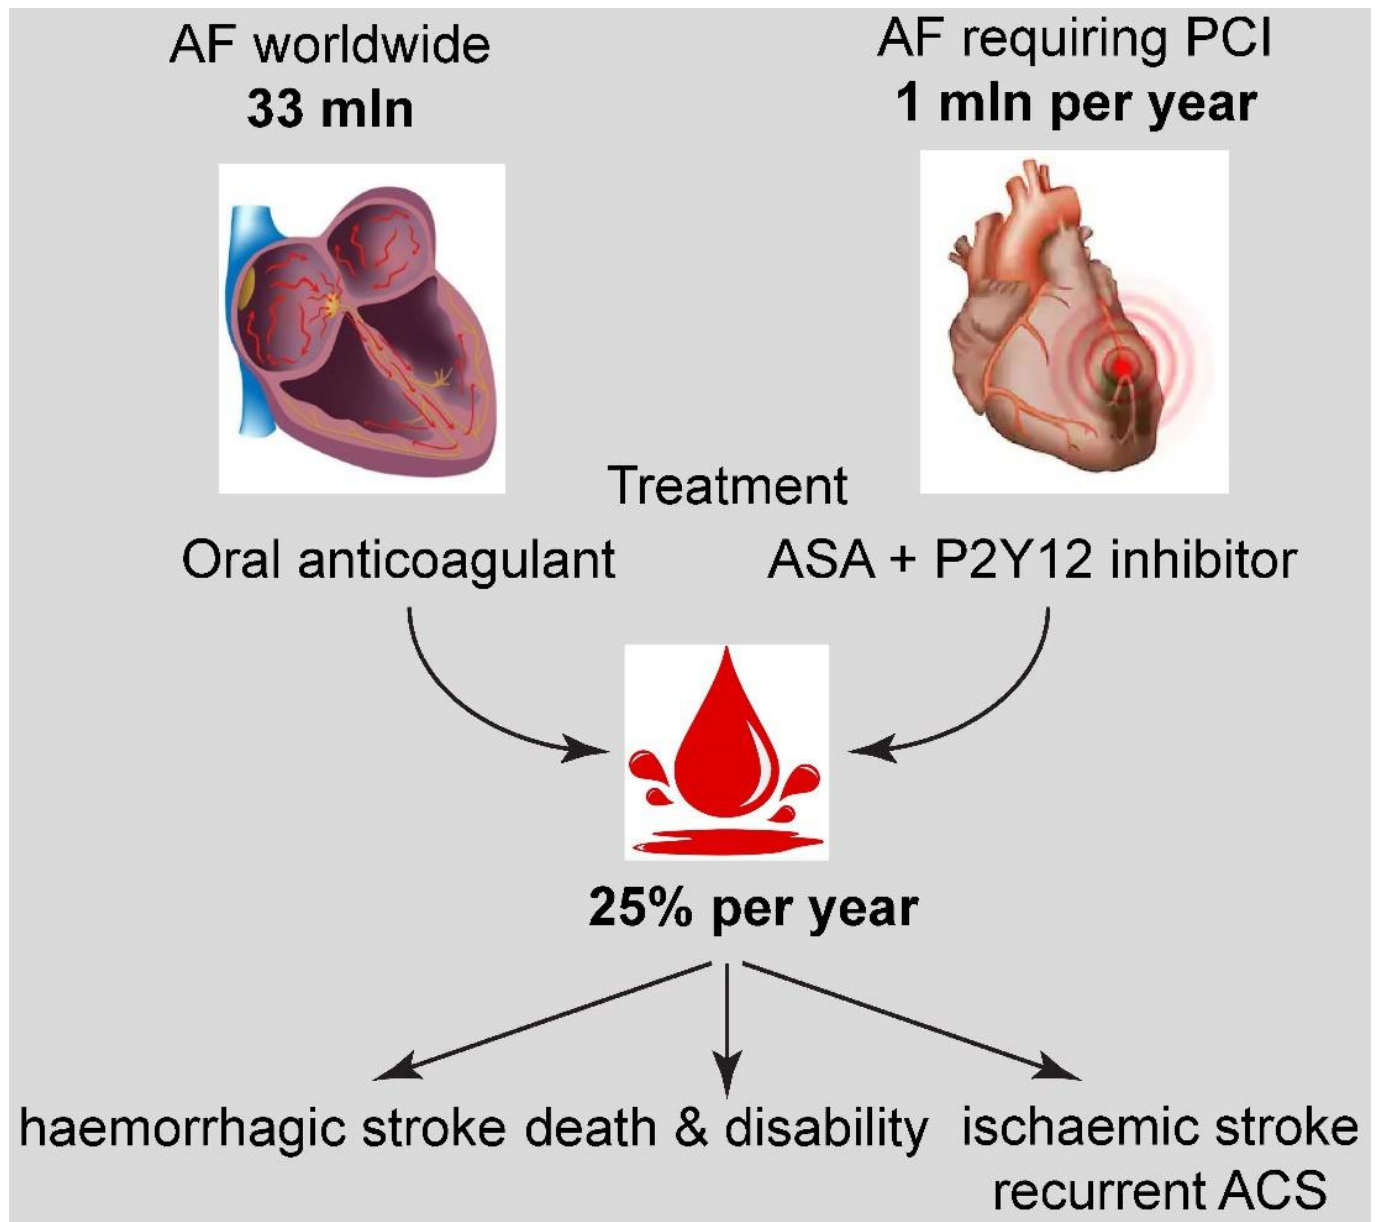 AF worldwide
33 mln
AF requiring PCI
1 mln per year
Treatment
Oral anticoagulant
ASA + P2Y12 inhibitor
25% per year
haemorrhagic stroke
death & disability
ischaemic stroke
recurrent ACS